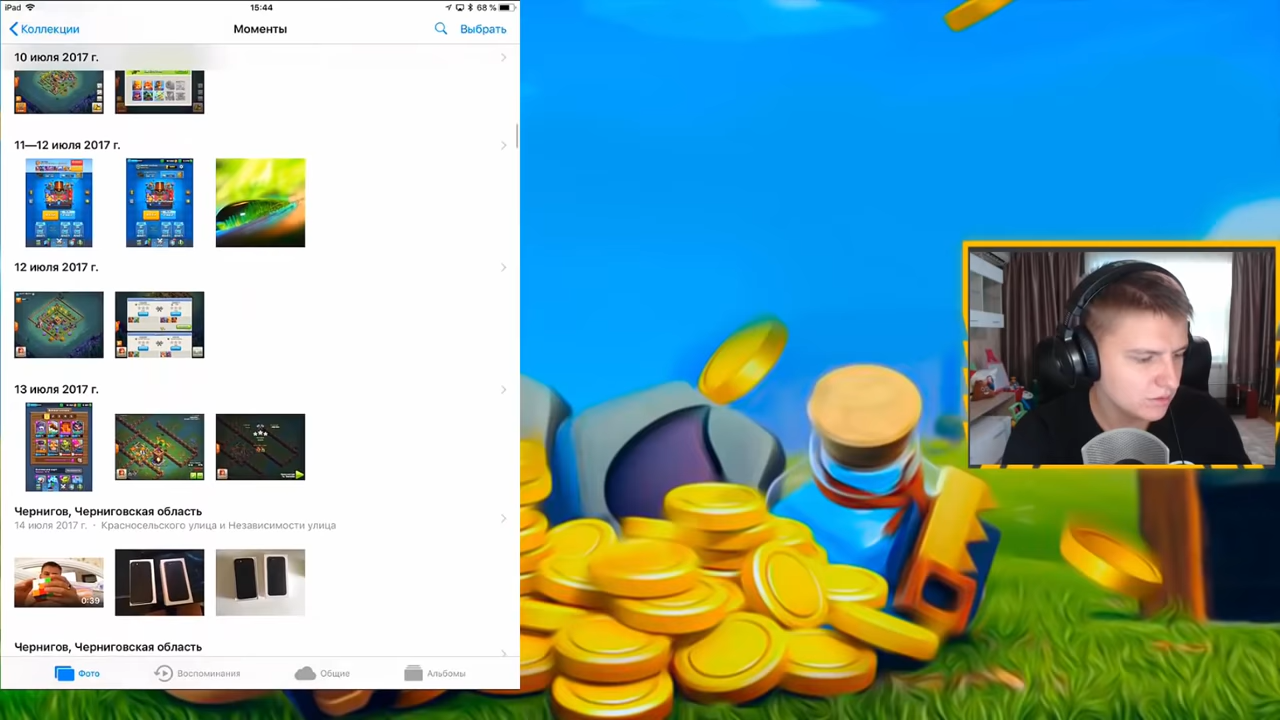 iPad
15:44
68 %
Коллекции
Моменты
Выбрать
10 июля 2017 г.
11—12 июля 2017 г.
12 июля 2017 г.
13 июля 2017 г.
Чернигов, Черниговская область
14 июля 2017 г. · Красносельского улица и Независимости улица
0:39
Чернигов, Черниговская область
Фото
Воспоминания
Общие
Альбомы